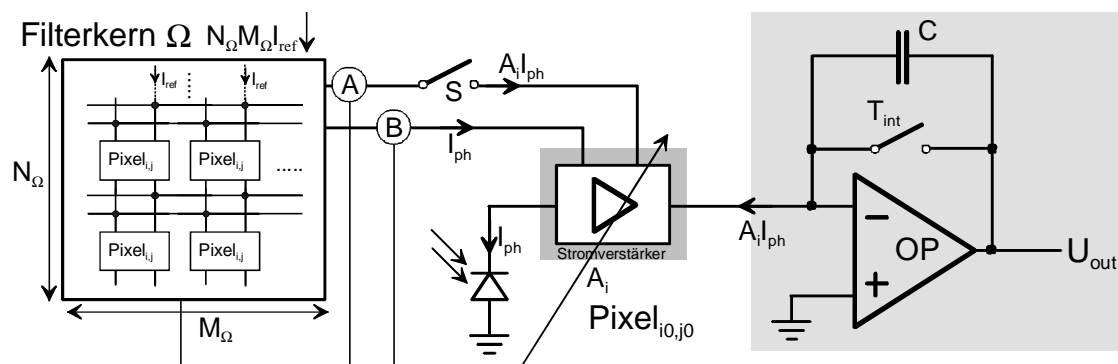 Filterkern Ω N_ΩM_ΩI_ref
I_ref I_ref
.....
Pixel_i,j Pixel_i,j
.....
Pixel_i,j Pixel_i,j
N_Ω
M_Ω
A
S
A_iI_ph
B
I_ph
I_ph
Stromverstärker
A_i
Pixel_i0,j0
A_iI_ph
C
T_int
−
OP
+
U_out